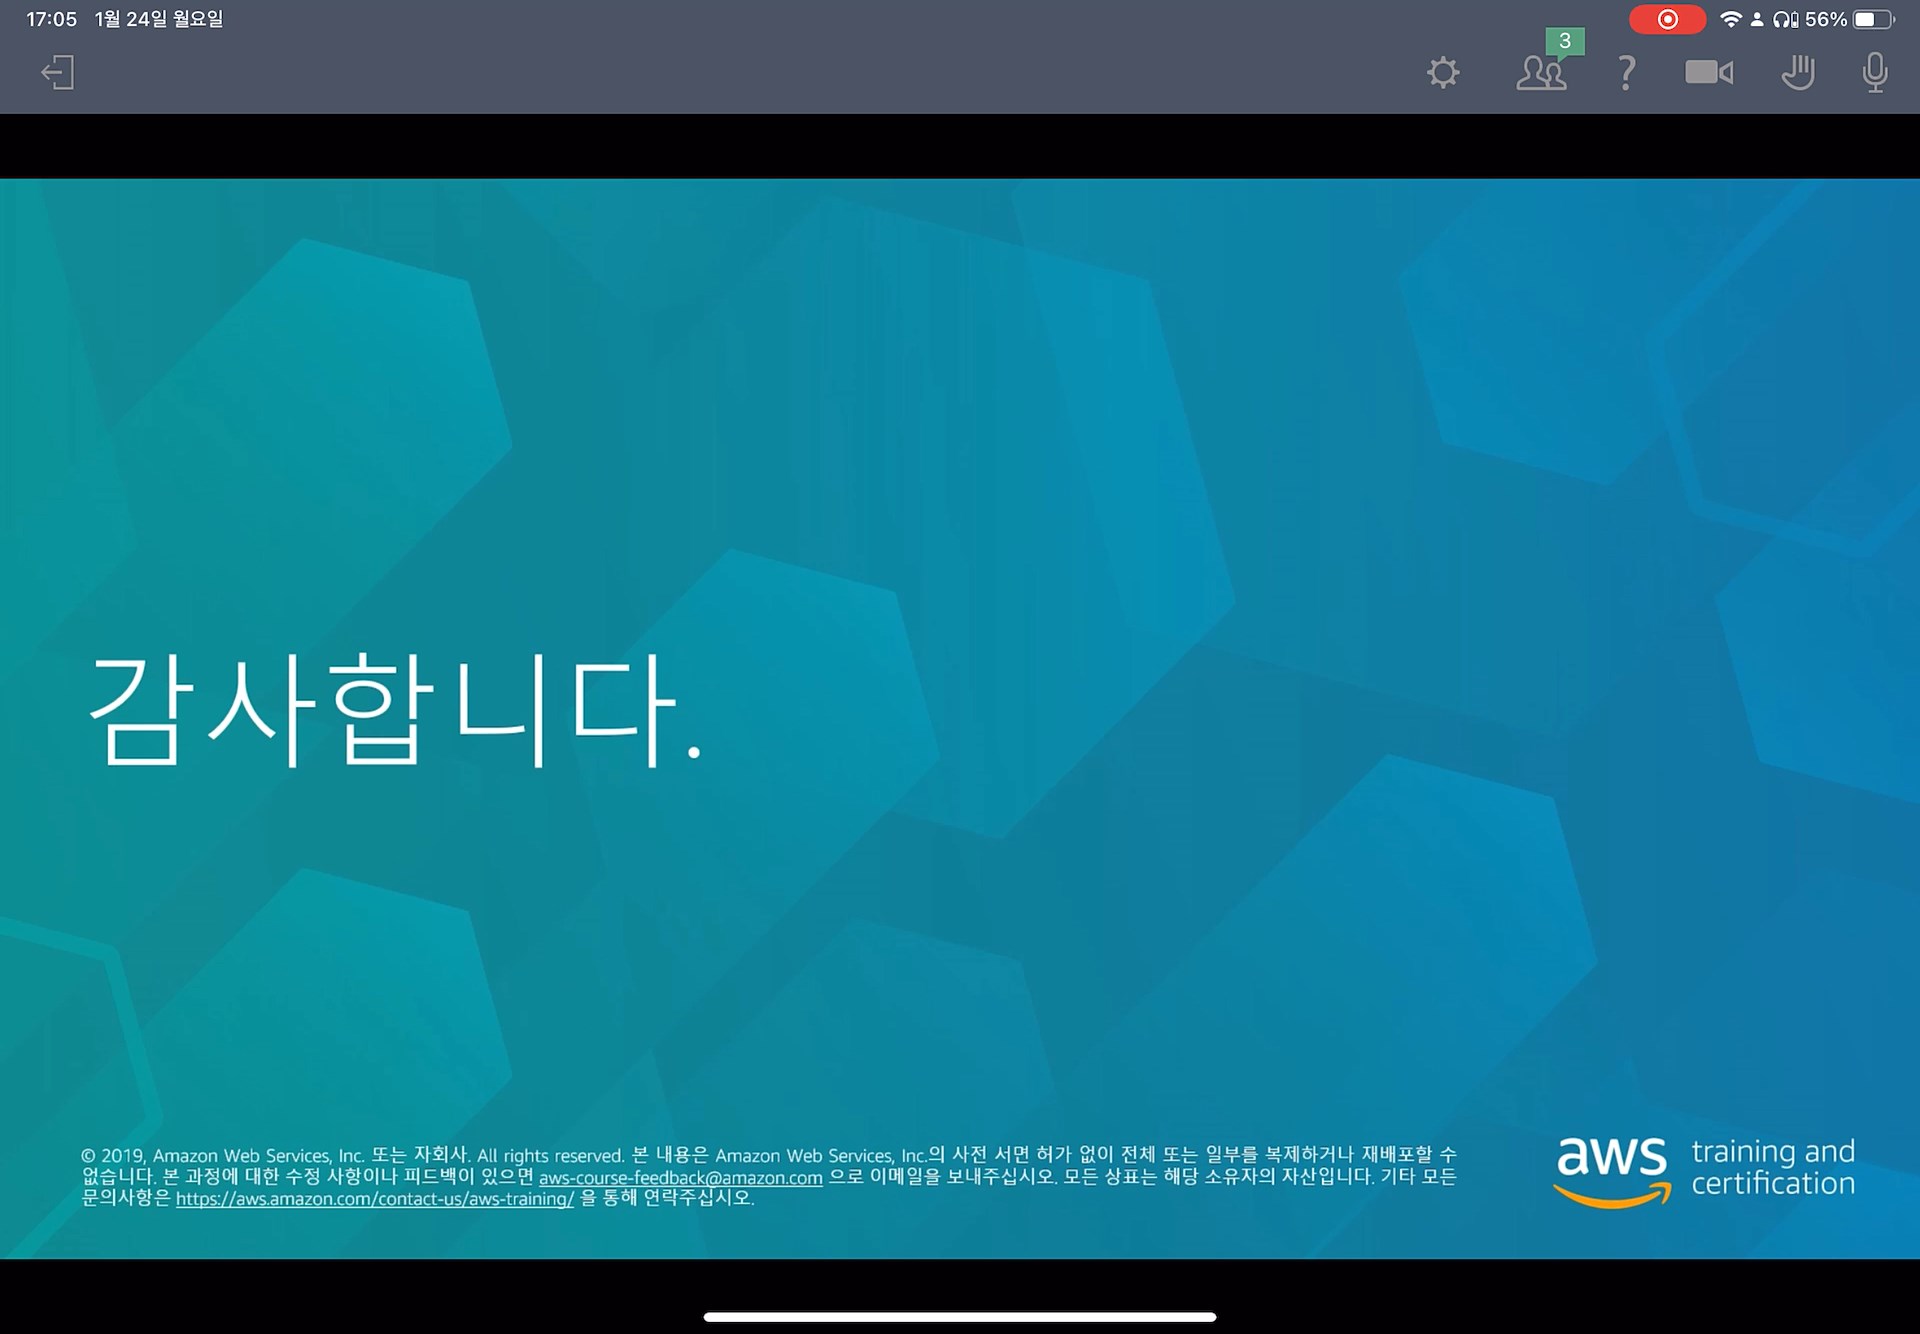 17:05 1월 24일 월요일
56%
3
감사합니다.
© 2019, Amazon Web Services, Inc. 또는 자회사. All rights reserved. 본 내용은 Amazon Web Services, Inc.의 사전 서면 허가 없이 전체 또는 일부를 복제하거나 재배포할 수
없습니다. 본 과정에 대한 수정 사항이나 피드백이 있으면 aws-course-feedback@amazon.com 으로 이메일을 보내주십시오. 모든 상표는 해당 소유자의 자산입니다. 기타 모든
문의사항은 https://aws.amazon.com/contact-us/aws-training/ 을 통해 연락주십시오.
aws training and
certification